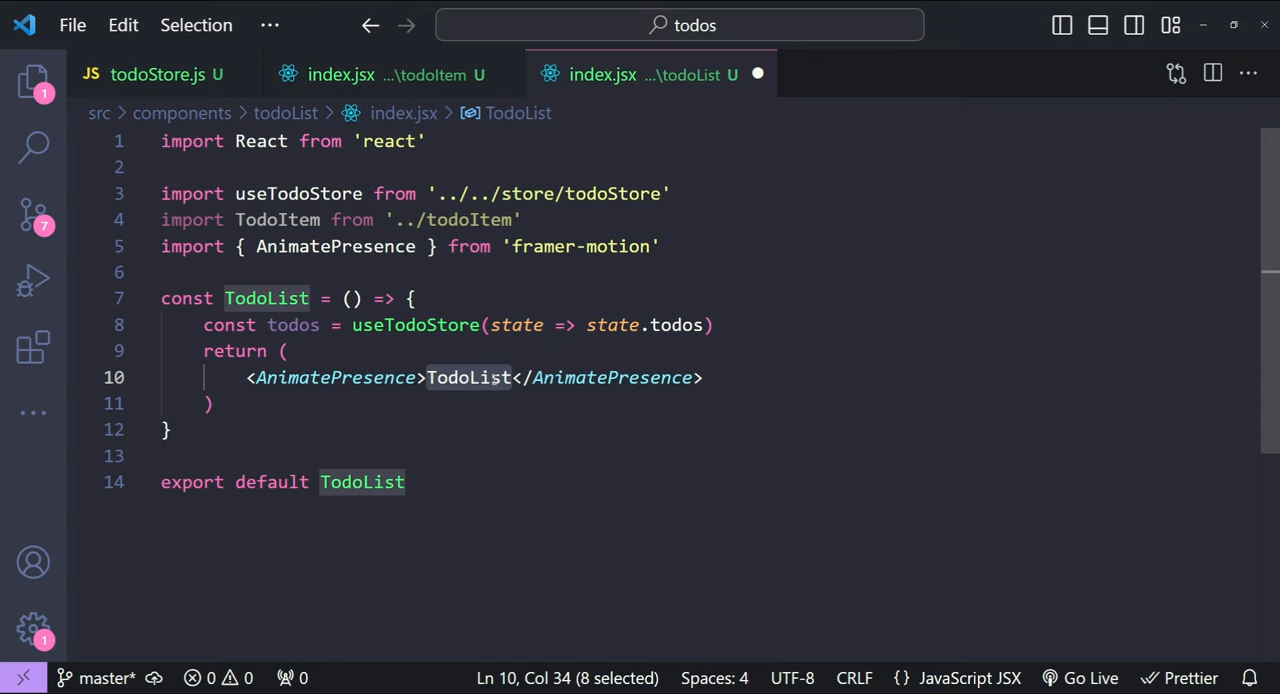 File Edit Selection ··· todos
JS todoStore.js U index.jsx ...\todoItem U index.jsx ...\todoList U
src > components > todoList > index.jsx > TodoList
1 import React from 'react'
2
3 import useTodoStore from '../../store/todoStore'
4 import TodoItem from '../todoItem'
5 import { AnimatePresence } from 'framer-motion'
6
7 const TodoList = () => {
8 const todos = useTodoStore(state => state.todos)
9 return (
10 <AnimatePresence>TodoList</AnimatePresence>
11 )
12 }
13
14 export default TodoList
1
7
1
master* 0 0 0 Ln 10, Col 34 (8 selected) Spaces: 4 UTF-8 CRLF {} JavaScript JSX Go Live Prettier